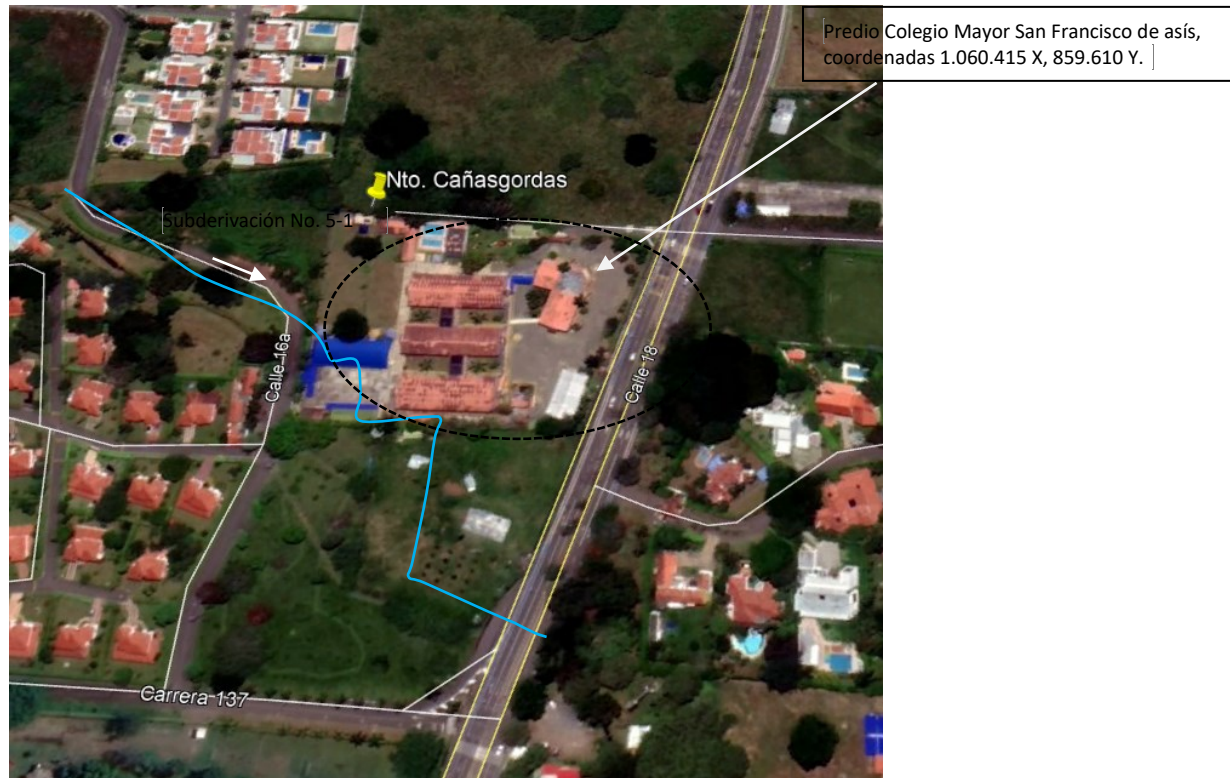 Predio Colegio Mayor San Francisco de asís,
coordenadas 1.060.415 X, 859.610 Y.
Nto. Cañasgordas
Subderivación No. 5-1
Calle 16a
Calle 18
Carrera 137